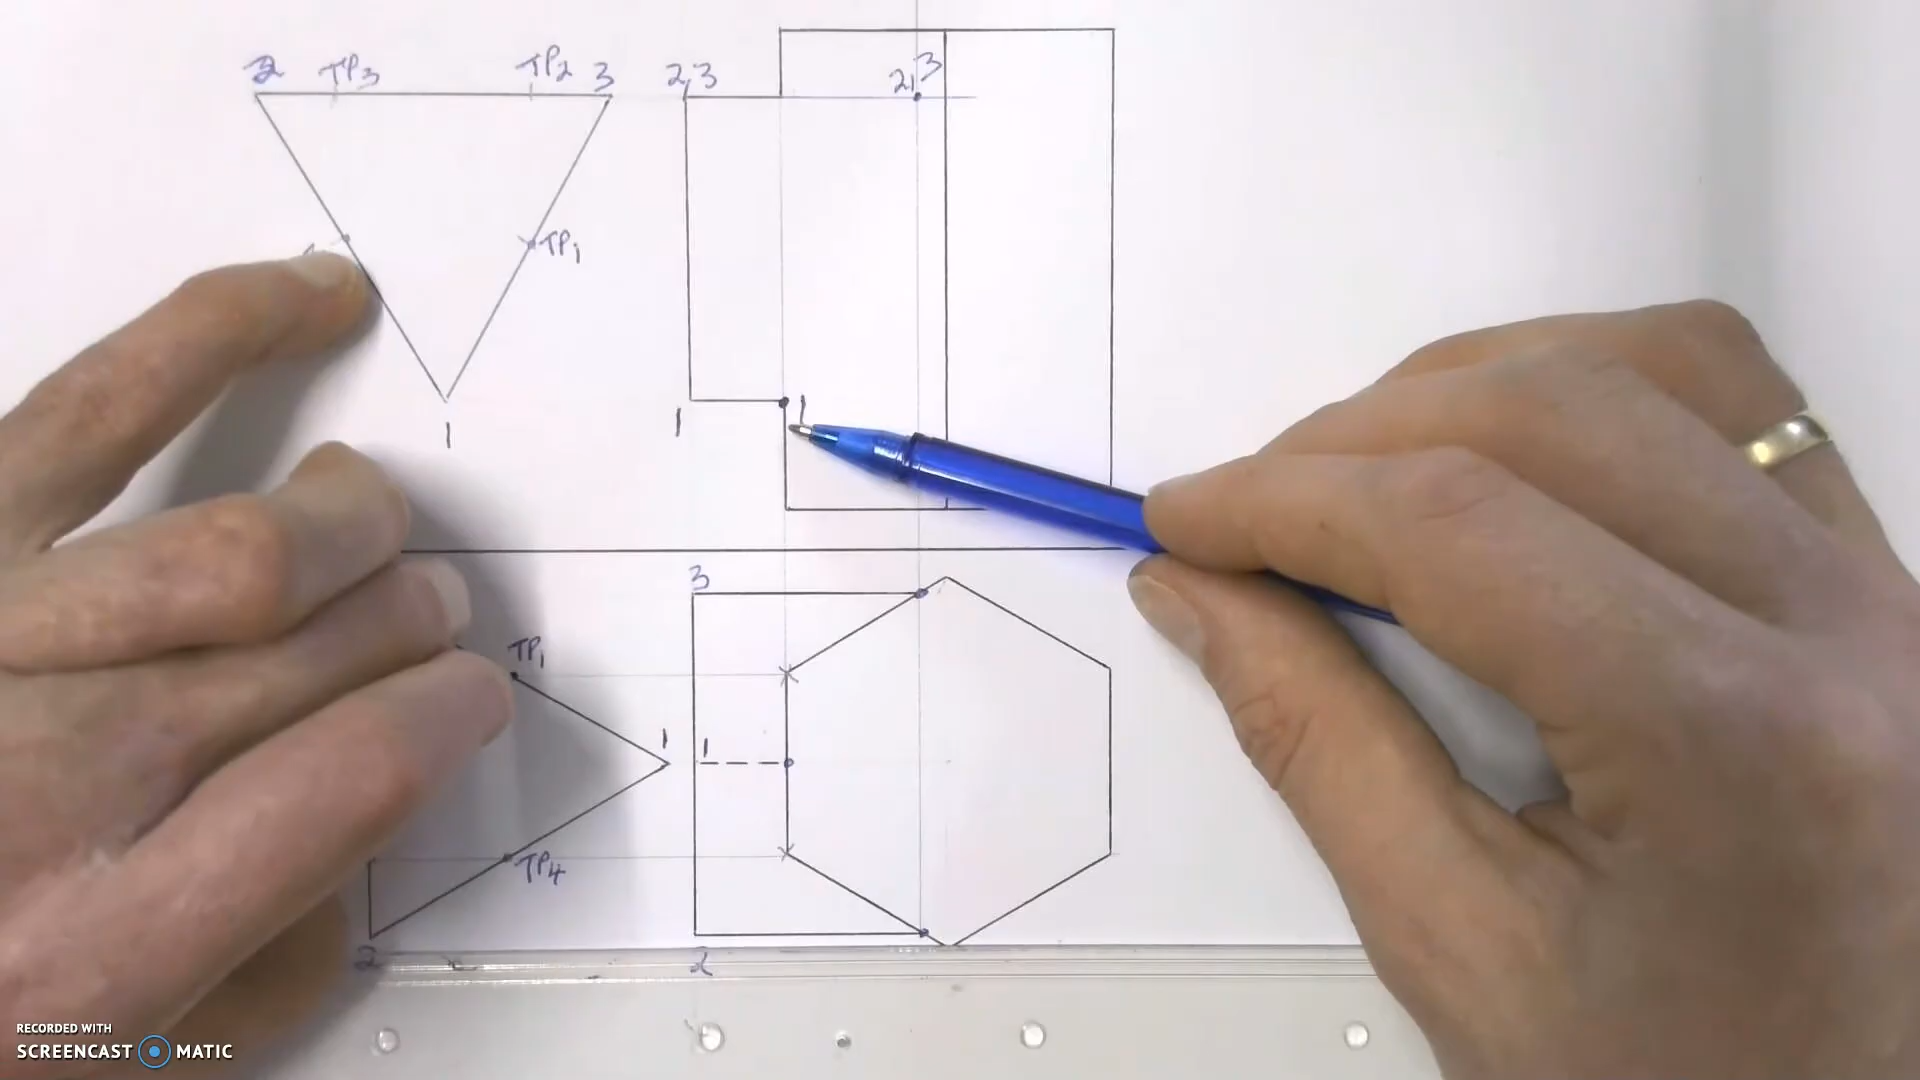 2 TP3 TP2 3
2,3
2,3
TP1
1
1
1
3
TP1
1
1
TP4
2
2
RECORDED WITH
SCREENCAST MATIC